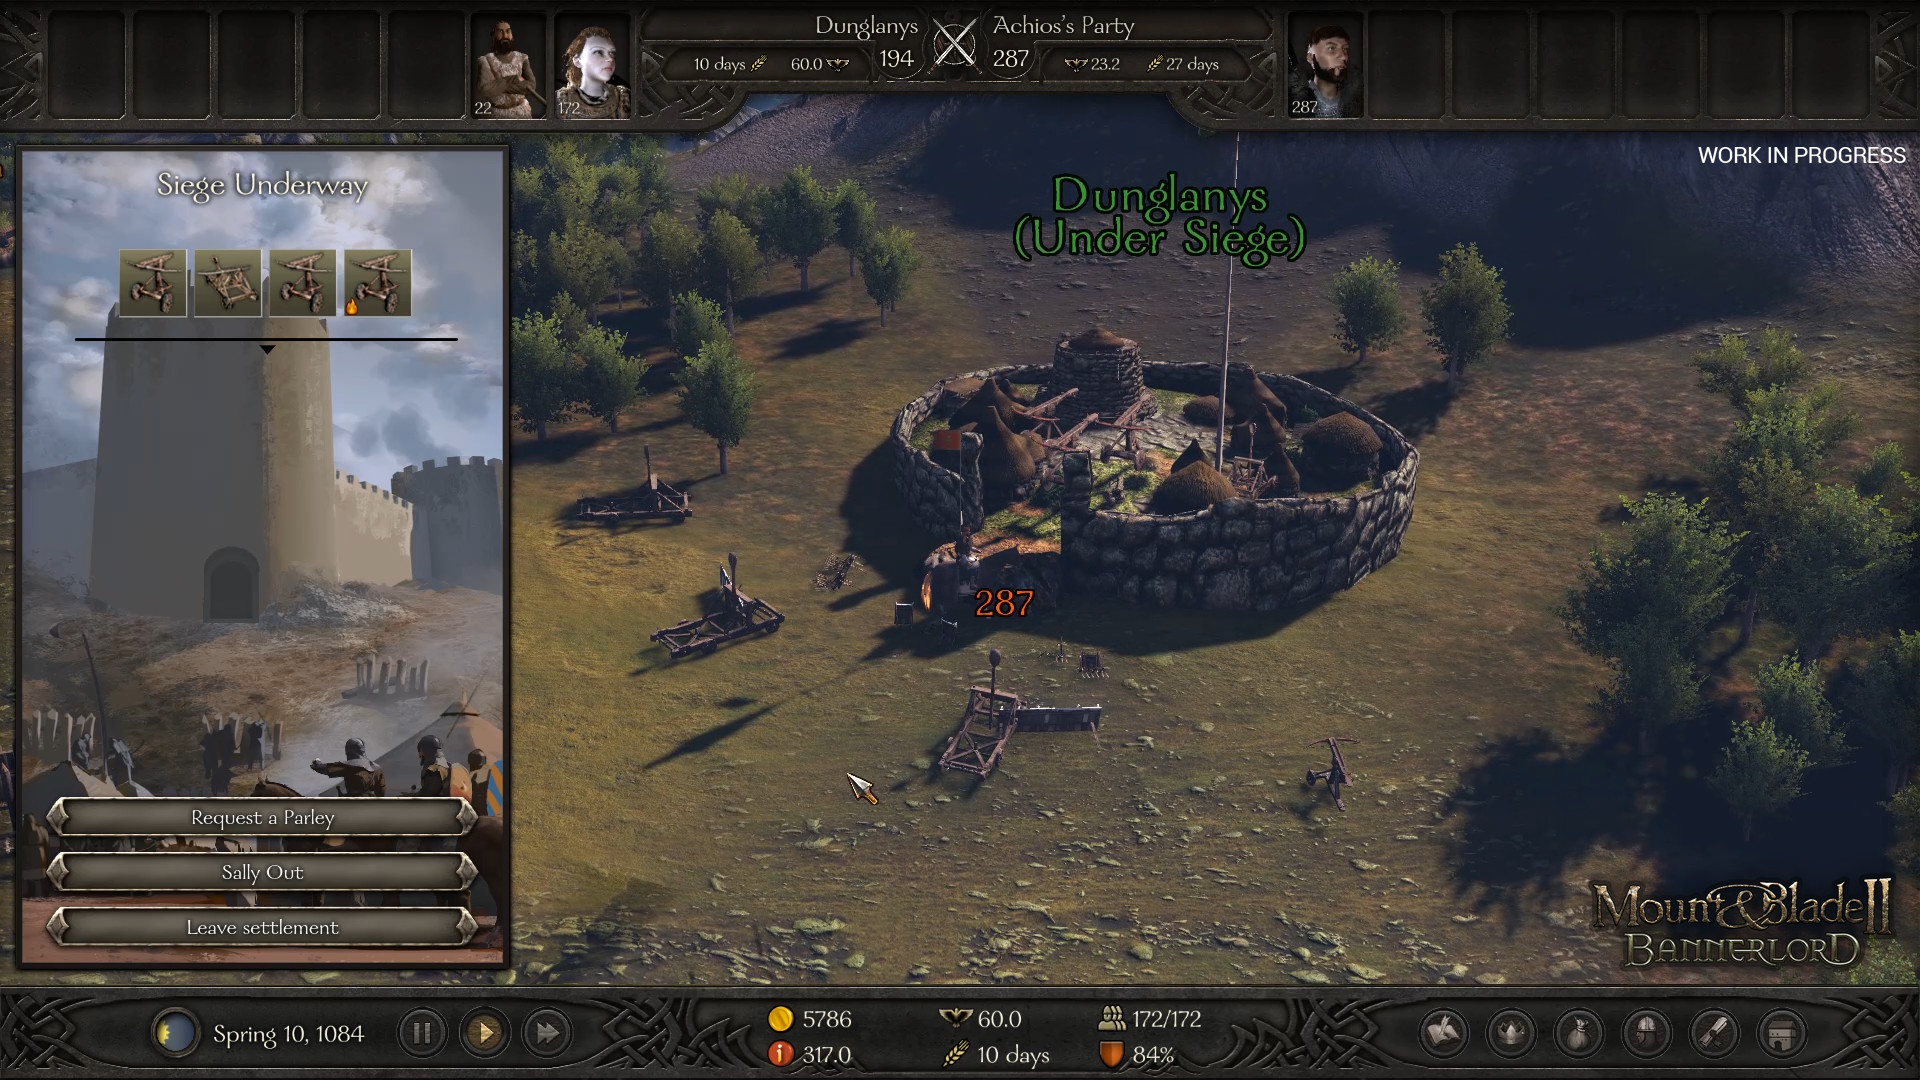 Dunglanys
Achios's Party
10 days
60.0
194
287
23.2
27 days
22
172
287
WORK IN PROGRESS
Siege Underway
Dunglanys
(Under Siege)
287
Request a Parley
Sally Out
Leave settlement
Mount & Blade II
BANNERLORD
Spring 10, 1084
5786
60.0
172/172
317.0
10 days
84%